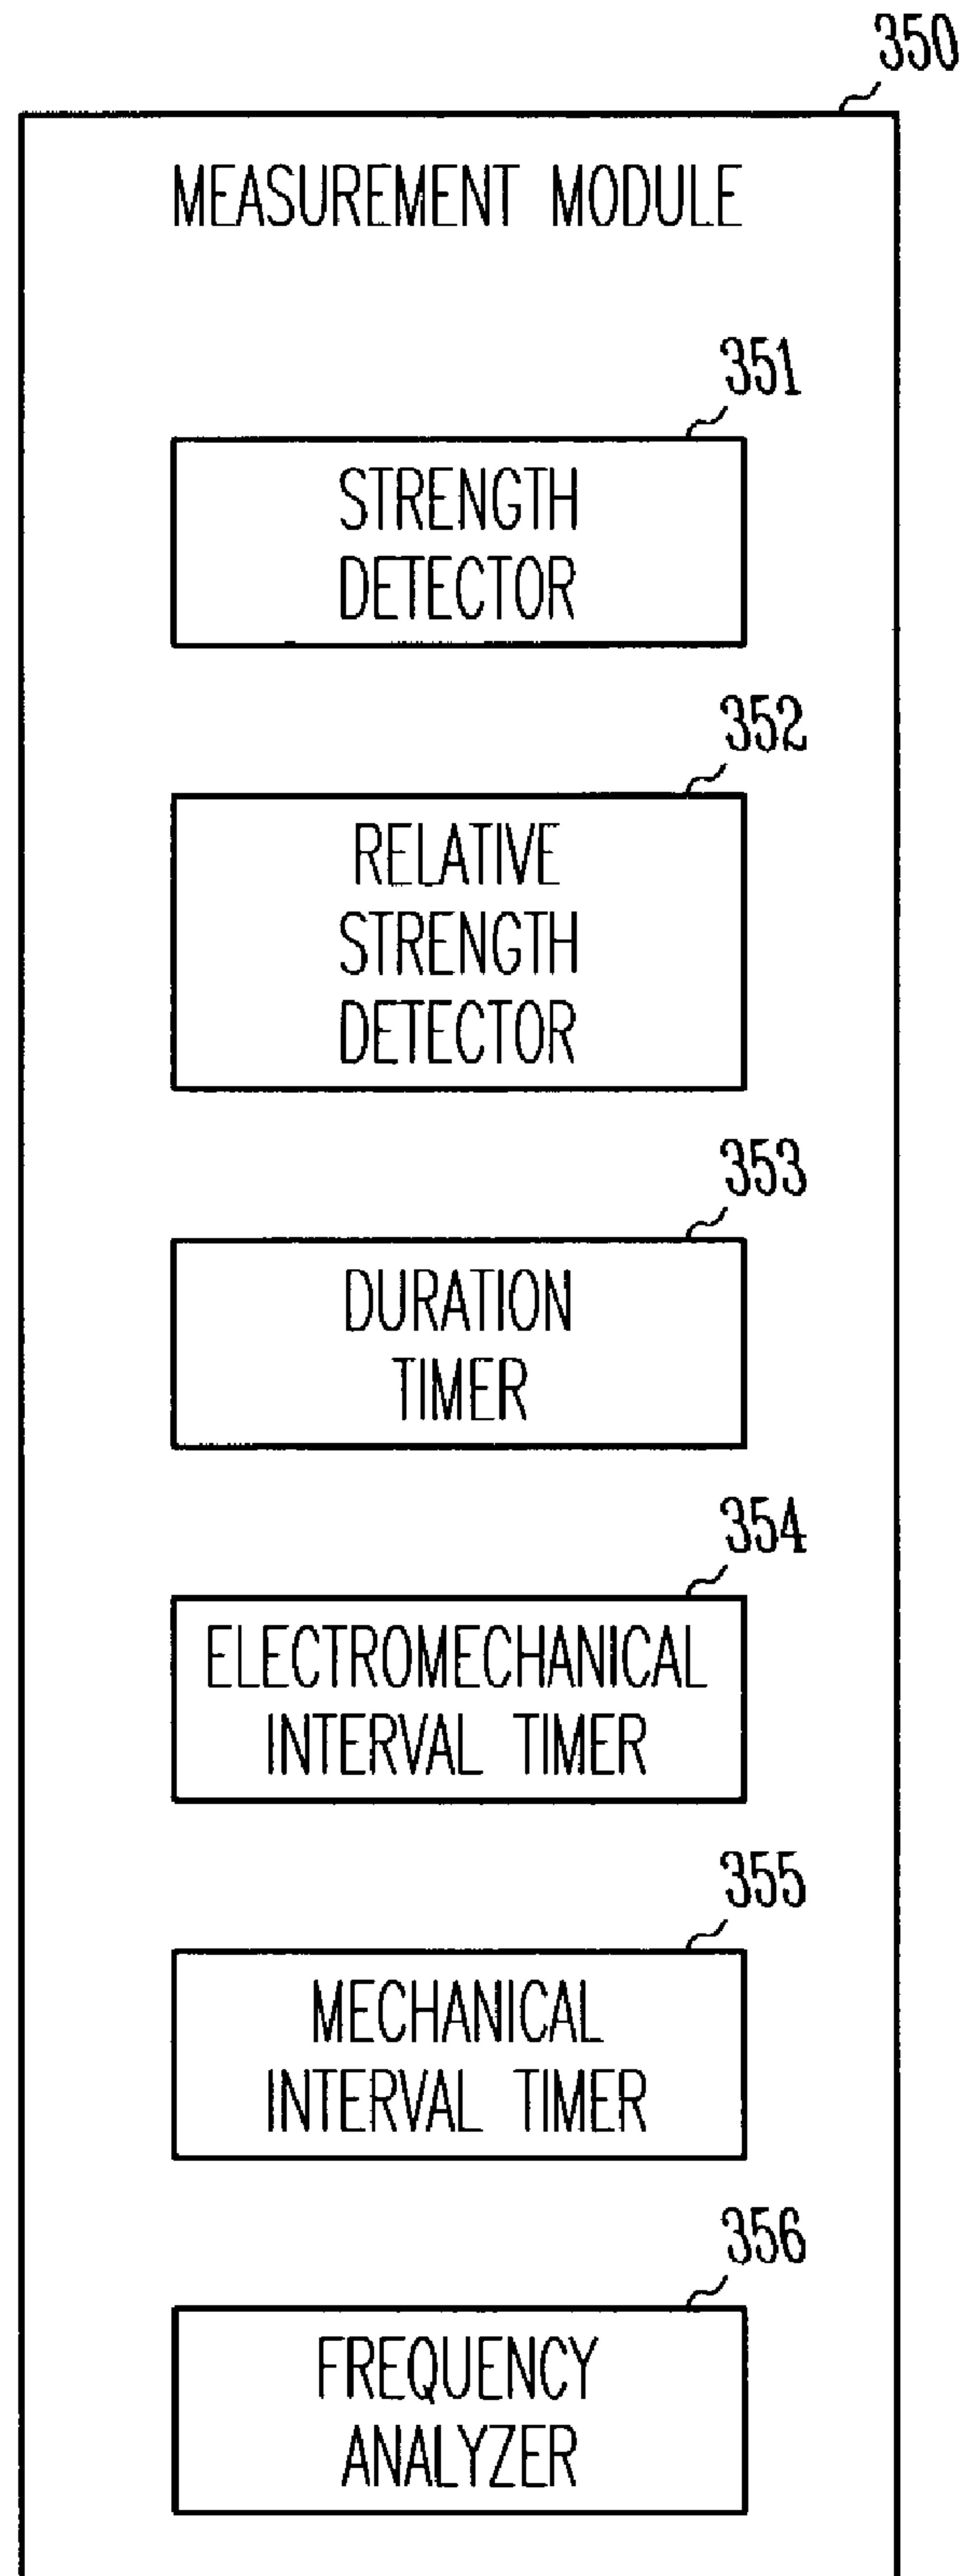 350
MEASUREMENT MODULE
351
STRENGTH
DETECTOR
352
RELATIVE
STRENGTH
DETECTOR
353
DURATION
TIMER
354
ELECTROMECHANICAL
INTERVAL TIMER
355
MECHANICAL
INTERVAL TIMER
356
FREQUENCY
ANALYZER